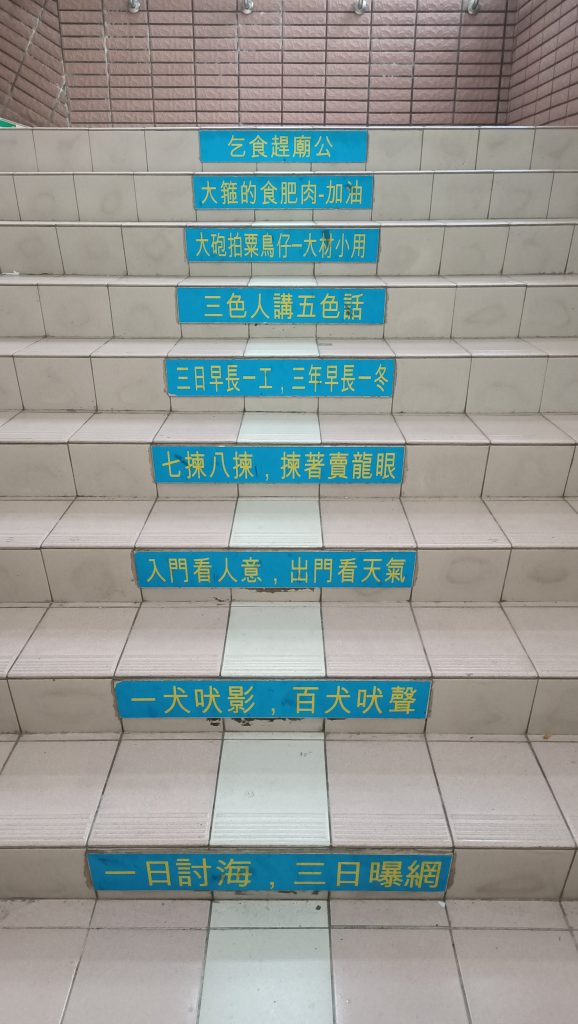 乞食趕廟公
大箍的食肥肉-加油
大砲拍粟鳥仔─大材小用
三色人講五色話
三日早長一工，三年早長一冬
七揀八揀，揀著賣龍眼
入門看人意，出門看天氣
一犬吠影，百犬吠聲
一日討海，三日曝網